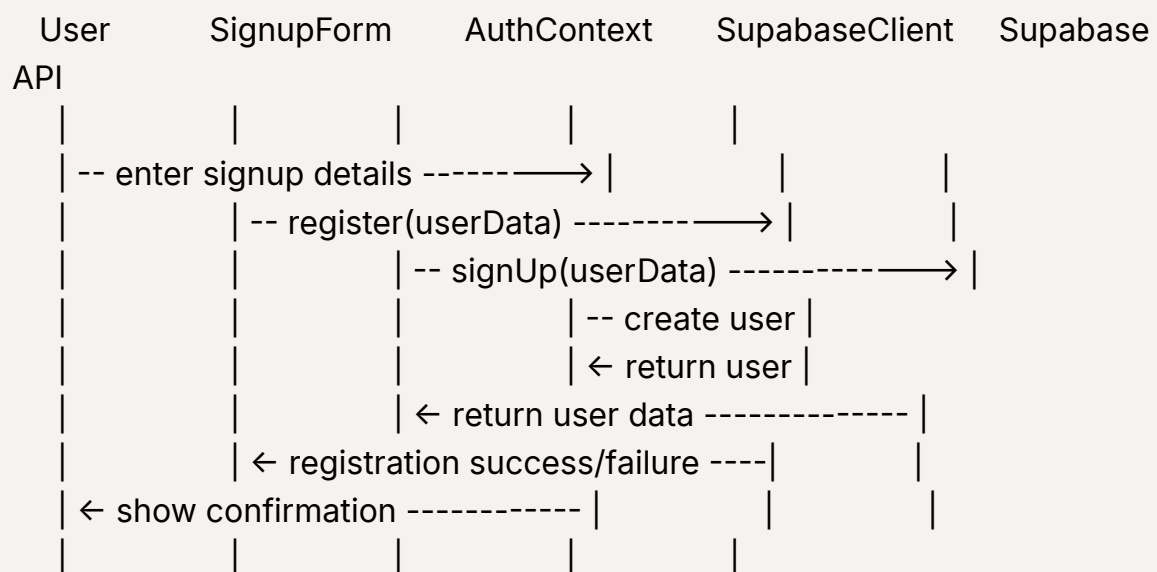 User SignupForm AuthContext SupabaseClient Supabase
API
| | | | |
| -- enter signup details ---------> | | |
| | -- register(userData) -----------> | |
| | | -- signUp(userData) -------------> |
| | | | -- create user |
| | | | ← return user |
| | | ← return user data -------------- |
| | ← registration success/failure ----| |
| ← show confirmation ------------ | | |
| | | | |